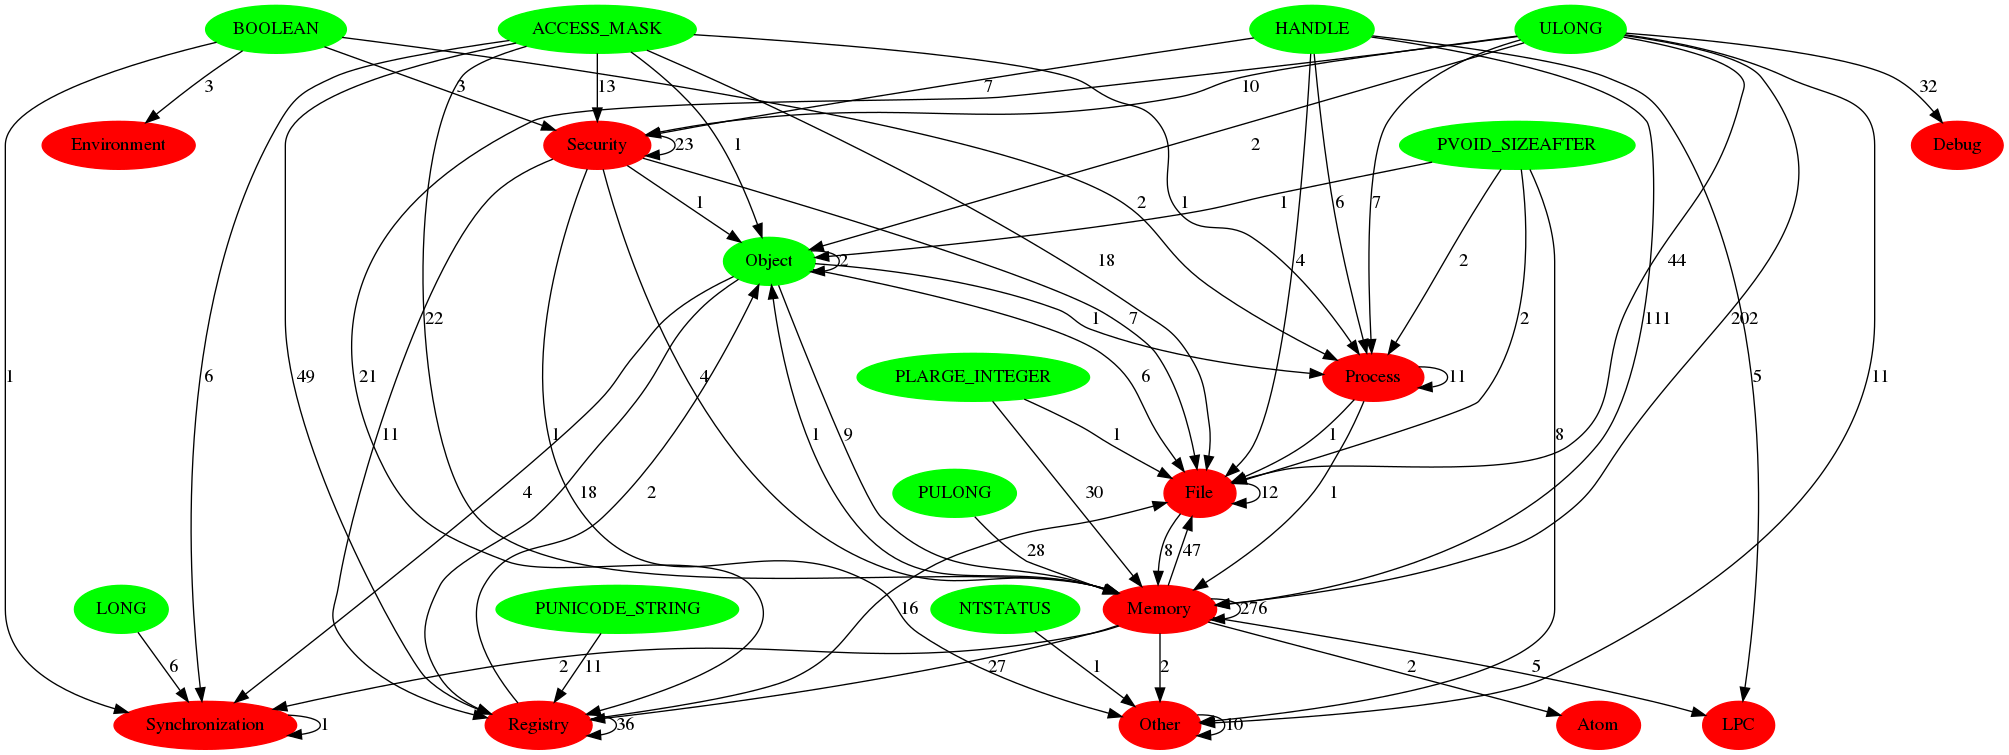 BOOLEAN ACCESS_MASK HANDLE ULONG
3 3 13 7 10 32
Environment Security 23 1 2 PVOID_SIZEAFTER Debug
1 2 1 6 7 1
Object 2 18 4 2 44
22 1 7 2 111 202
1 6 49 21 4 6 PLARGE_INTEGER Process 11 5 11
11 1 1 9 1 1 8
4 18 2 PULONG 30 File 12 1
28 8 47
LONG PUNICODE_STRING 16 NTSTATUS Memory 276
6 2 11 27 1 2 2 5
Synchronization 1 Registry 36 Other 10 Atom LPC